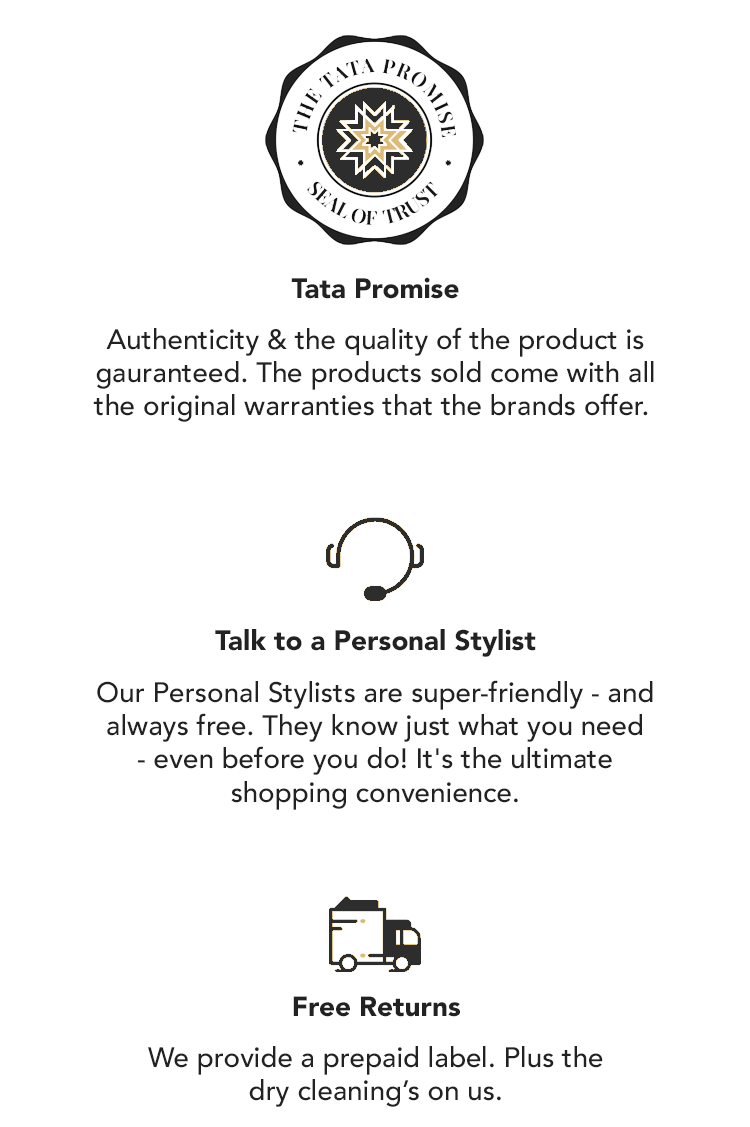 THE TATA PROMISE
SEAL OF TRUST
Tata Promise
Authenticity & the quality of the product is
gauranteed. The products sold come with all
the original warranties that the brands offer.
Talk to a Personal Stylist
Our Personal Stylists are super-friendly - and
always free. They know just what you need
- even before you do! It's the ultimate
shopping convenience.
Free Returns
We provide a prepaid label. Plus the
dry cleaning’s on us.